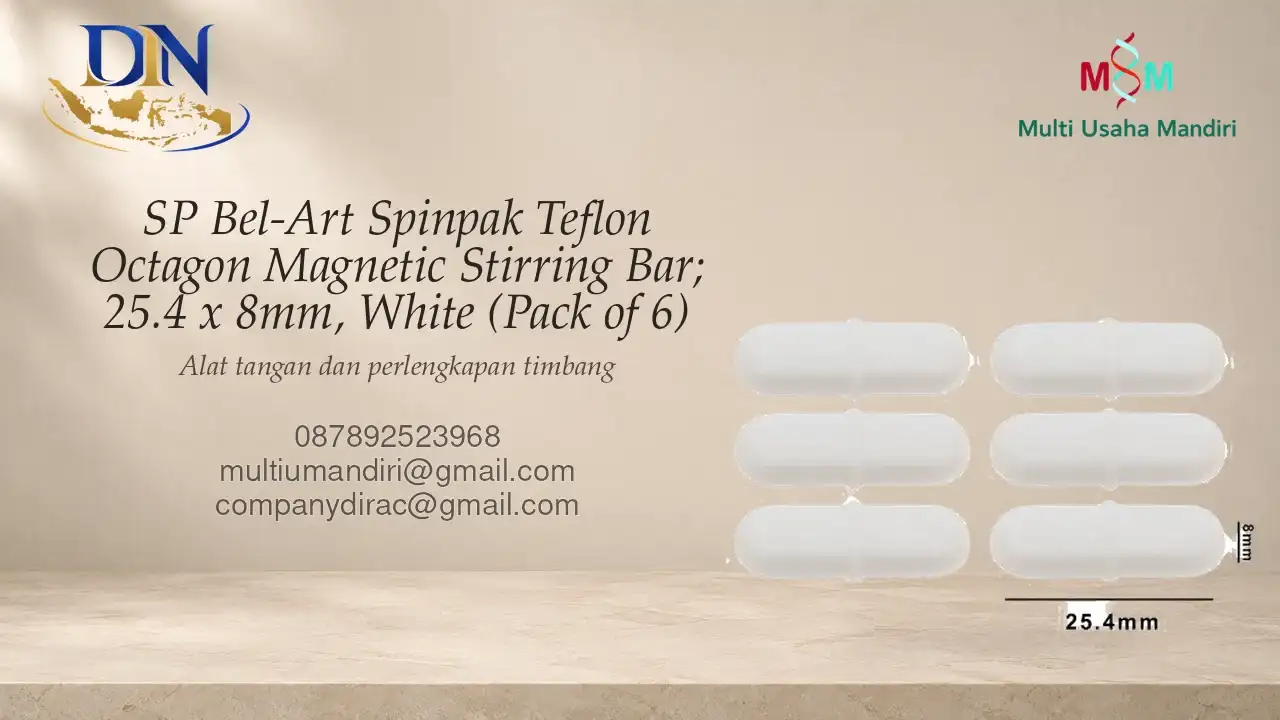 DIN
MSM
Multi Usaha Mandiri
SP Bel-Art Spinpak Teflon
Octagon Magnetic Stirring Bar;
25.4 x 8mm, White (Pack of 6)
Alat tangan dan perlengkapan timbang
087892523968
multiumandiri@gmail.com
companydirac@gmail.com
8mm
25.4mm